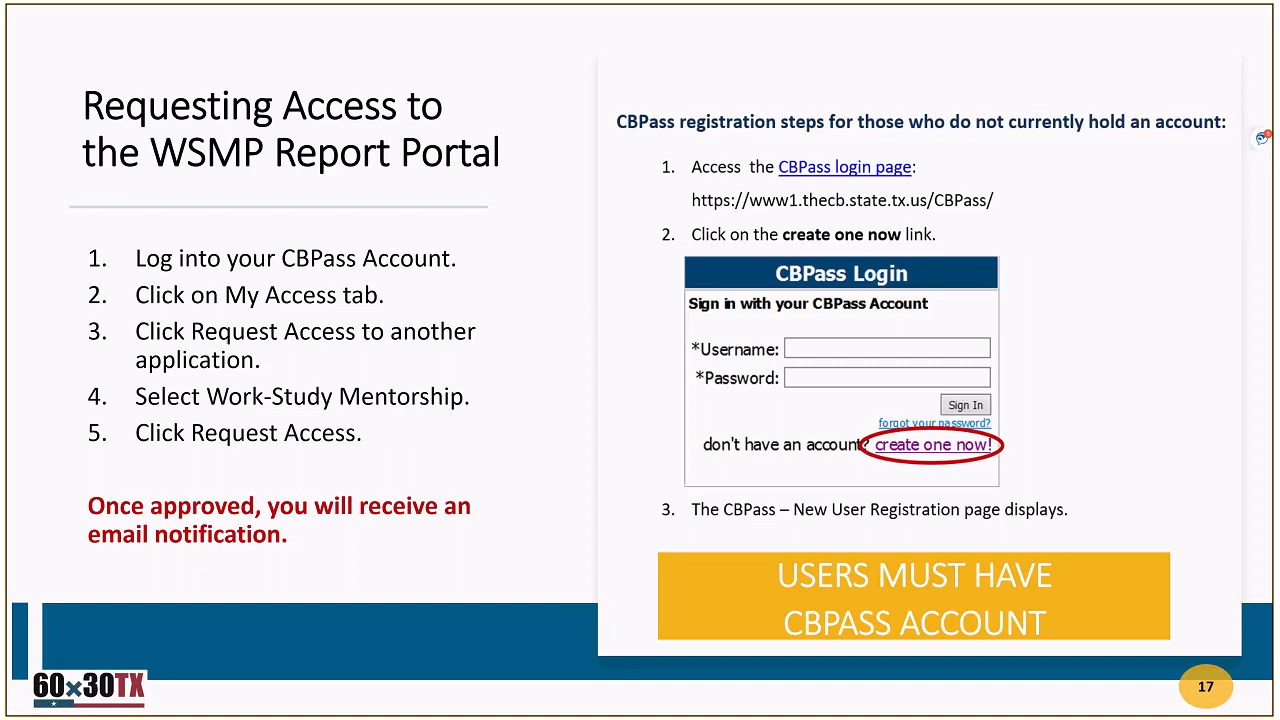 Requesting Access to
the WSMP Report Portal
1. Log into your CBPass Account.
2. Click on My Access tab.
3. Click Request Access to another
application.
4. Select Work-Study Mentorship.
5. Click Request Access.
Once approved, you will receive an
email notification.
CBPass registration steps for those who do not currently hold an account:
1. Access the CBPass login page:
https://www1.thecb.state.tx.us/CBPass/
2. Click on the create one now link.
CBPass Login
Sign in with your CBPass Account
*Username:
*Password:
Sign In
forgot your password?
don't have an account? create one now!
3. The CBPass – New User Registration page displays.
USERS MUST HAVE
CBPASS ACCOUNT
60x30TX
17